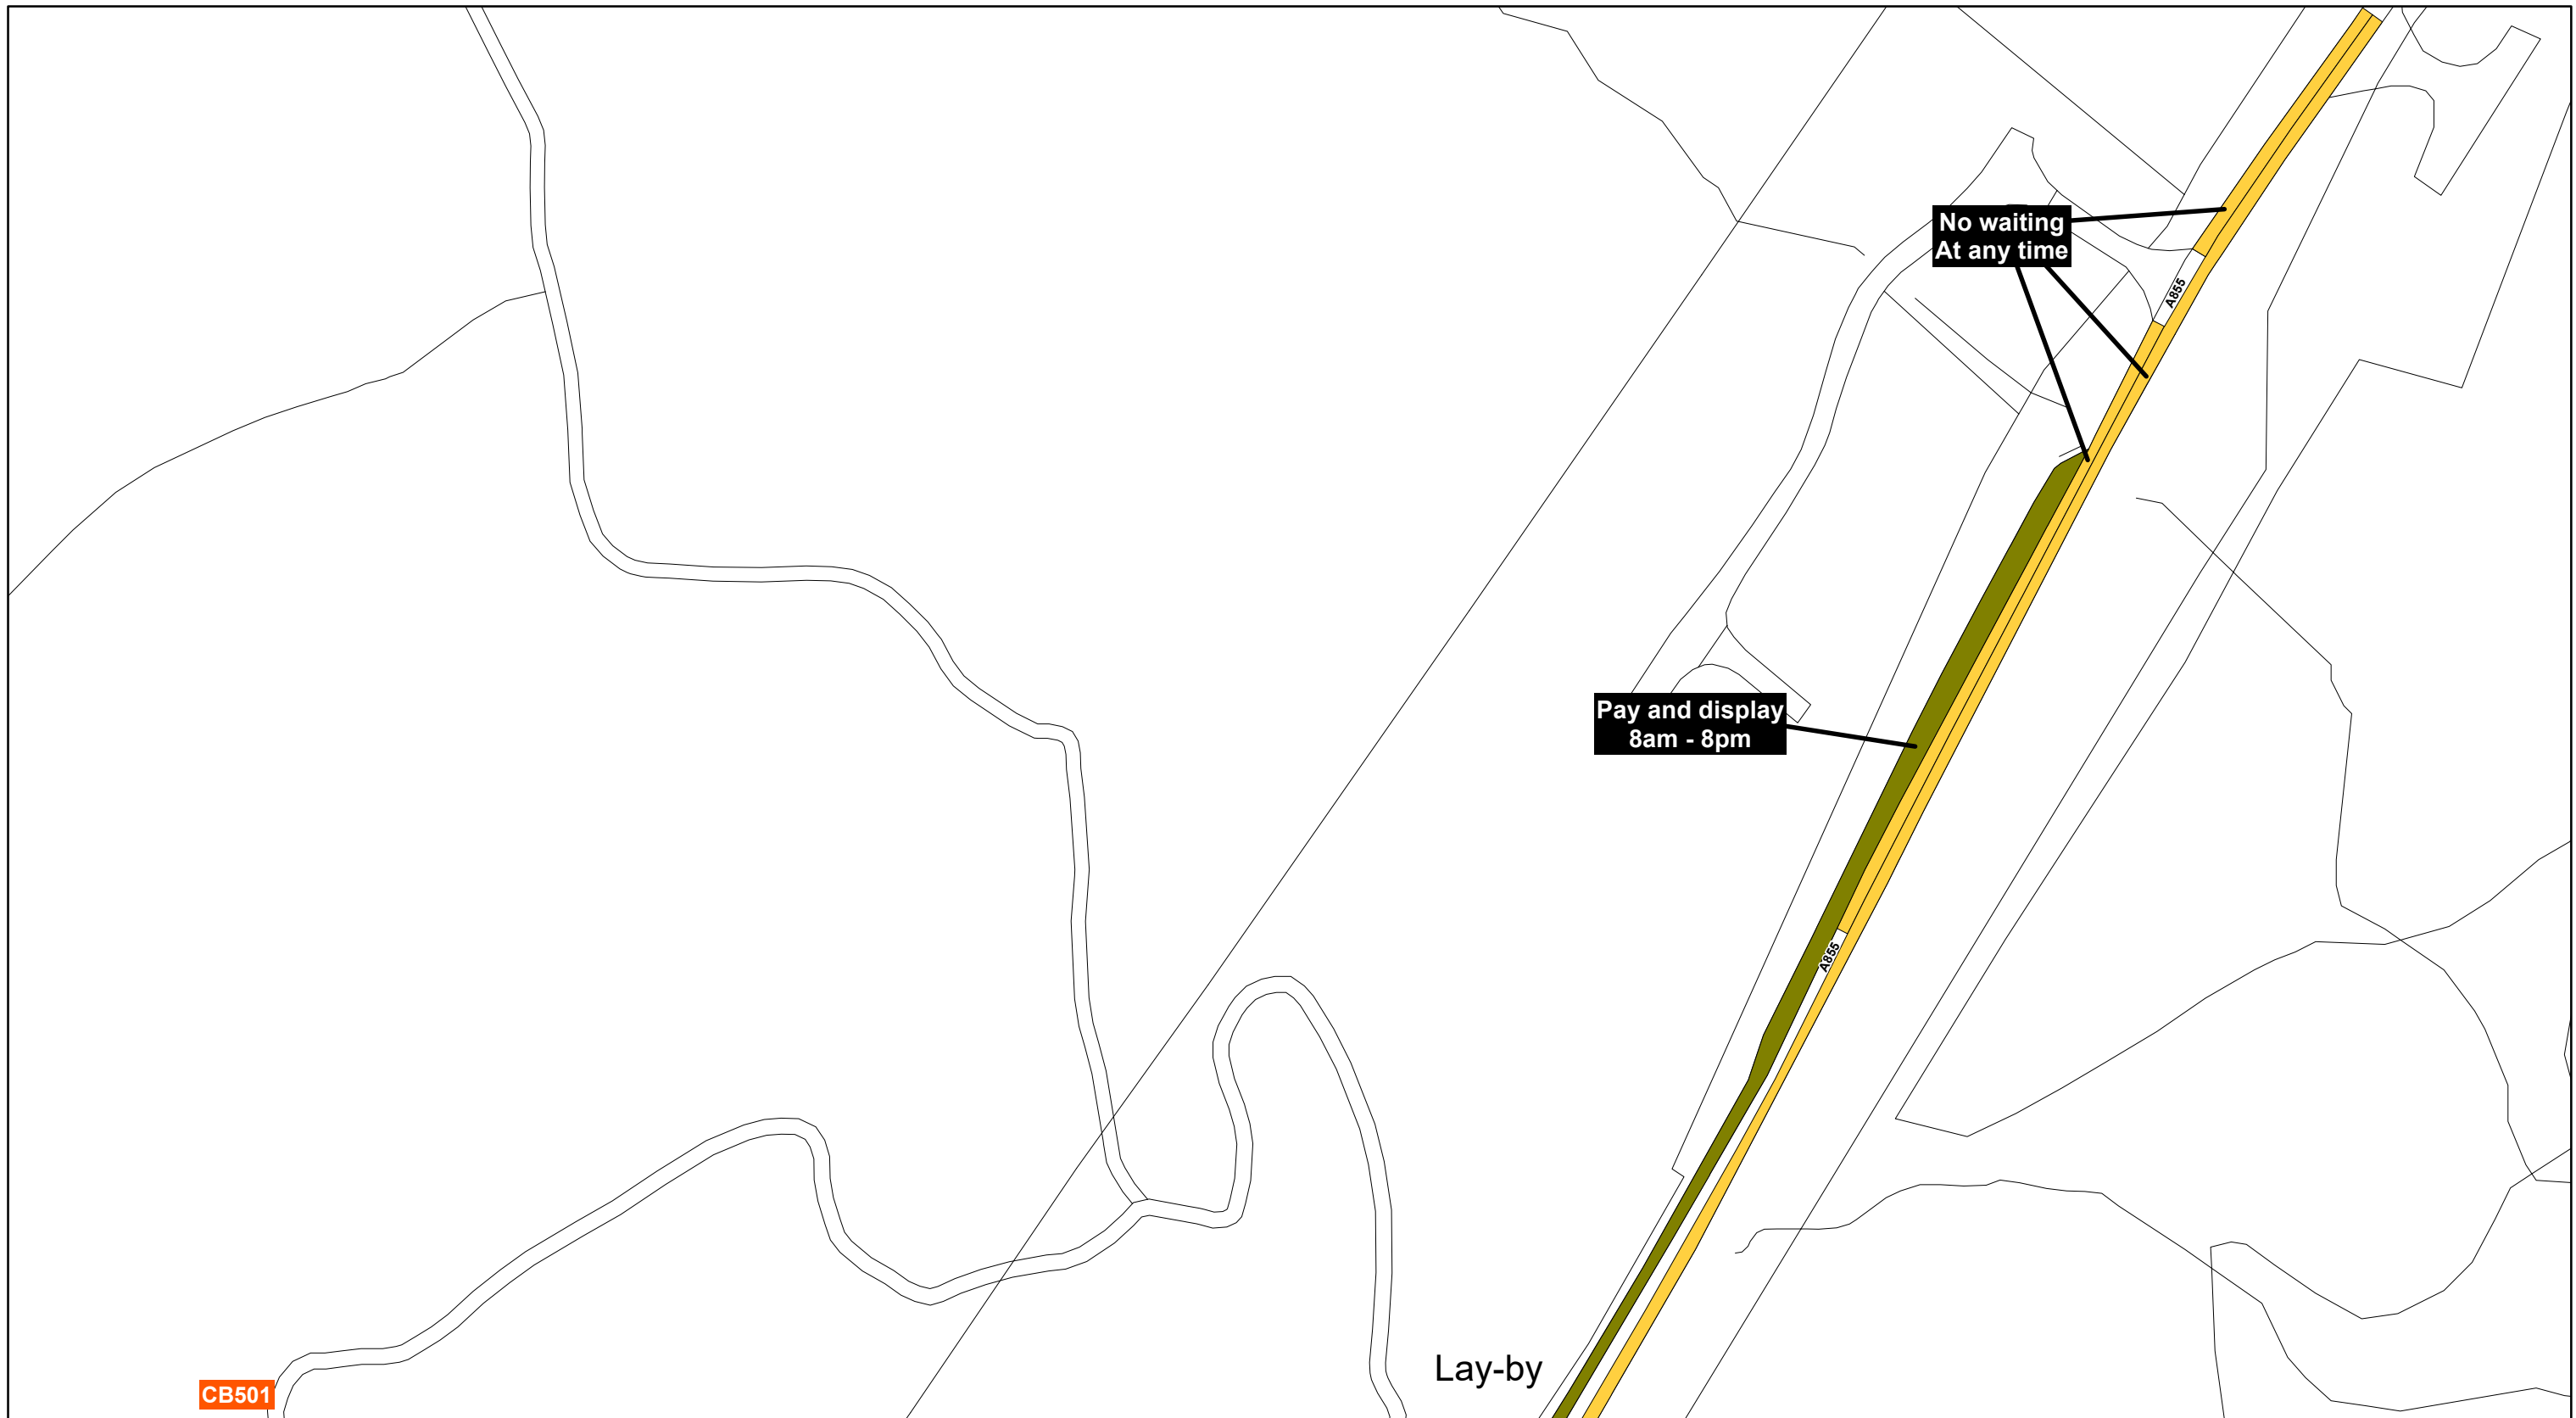 No waiting
At any time
A855
Pay and display
8am - 8pm
A855
Lay-by
CB501